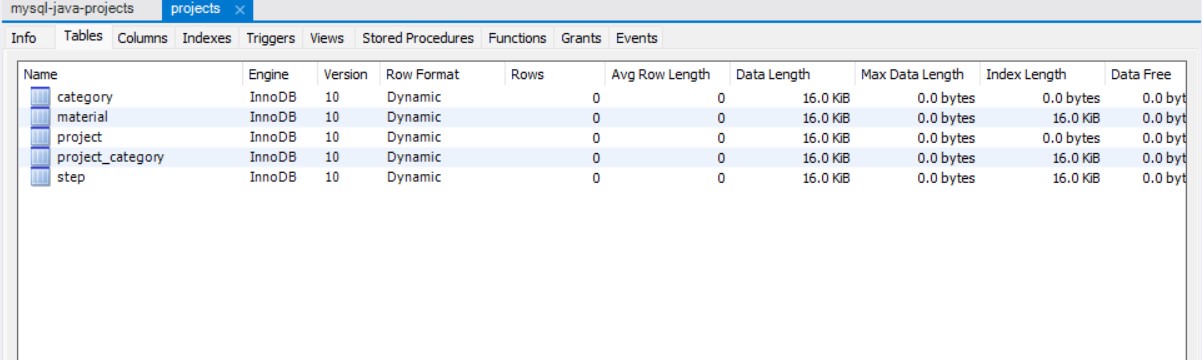 mysql-java-projects projects ×
Info Tables Columns Indexes Triggers Views Stored Procedures Functions Grants Events
Name Engine Version Row Format Rows Avg Row Length Data Length Max Data Length Index Length Data Free
category InnoDB 10 Dynamic 0 0 16.0 KiB 0.0 bytes 0.0 bytes 0.0 byt
material InnoDB 10 Dynamic 0 0 16.0 KiB 0.0 bytes 16.0 KiB 0.0 byt
project InnoDB 10 Dynamic 0 0 16.0 KiB 0.0 bytes 0.0 bytes 0.0 byt
project_category InnoDB 10 Dynamic 0 0 16.0 KiB 0.0 bytes 16.0 KiB 0.0 byt
step InnoDB 10 Dynamic 0 0 16.0 KiB 0.0 bytes 16.0 KiB 0.0 byt